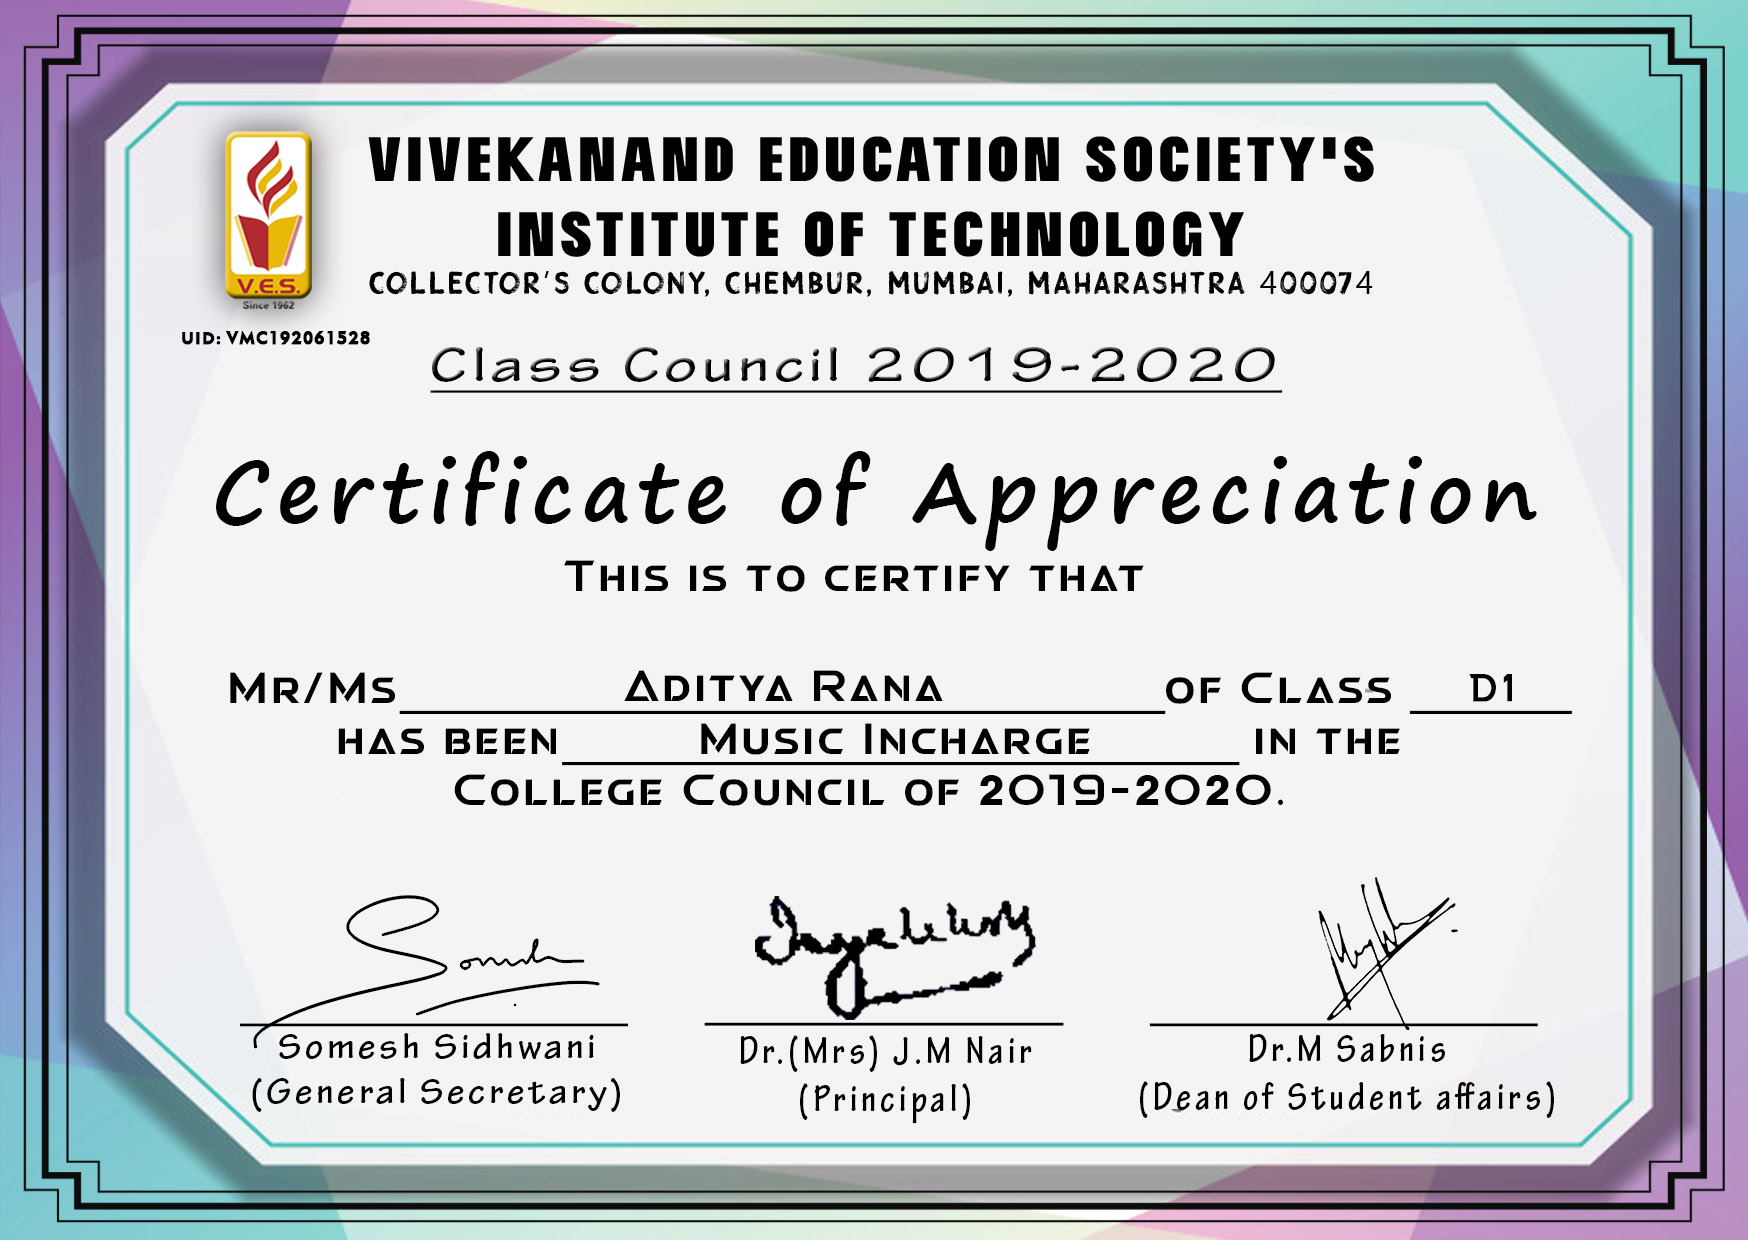 VIVEKANAND EDUCATION SOCIETY'S
INSTITUTE OF TECHNOLOGY
COLLECTOR'S COLONY, CHEMBUR, MUMBAI, MAHARASHTRA 400074
V.E.S.
Since 1962
UID: VMC192061528
Class Council 2019-2020
Certificate of Appreciation
THIS IS TO CERTIFY THAT
MR/MS ADITYA RANA OF CLASS D1
HAS BEEN MUSIC INCHARGE IN THE
COLLEGE COUNCIL OF 2019-2020.
Somesh Sidhwani
(General Secretary)
Dr.(Mrs) J.M Nair
(Principal)
Dr.M Sabnis
(Dean of Student affairs)